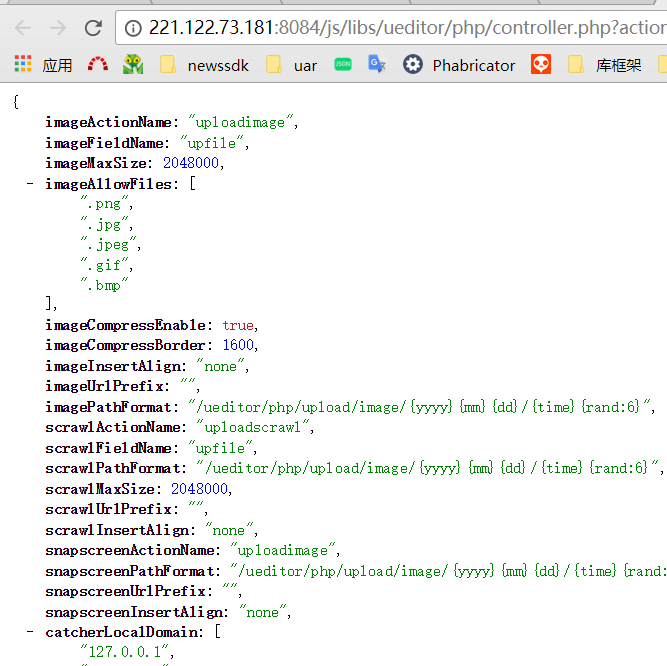 221.122.73.181:8084/js/libs/ueditor/php/controller.php?action
应用 newssdk uar JSON G Phabricator 库框架
{
imageActionName: "uploadimage",
imageFieldName: "upfile",
imageMaxSize: 2048000,
- imageAllowFiles: [
".png",
".jpg",
".jpeg",
".gif",
".bmp"
],
imageCompressEnable: true,
imageCompressBorder: 1600,
imageInsertAlign: "none",
imageUrlPrefix: "",
imagePathFormat: "/ueditor/php/upload/image/{yyyy}{mm}{dd}/{time}{rand:6}",
scrawlActionName: "uploadscrawl",
scrawlFieldName: "upfile",
scrawlPathFormat: "/ueditor/php/upload/image/{yyyy}{mm}{dd}/{time}{rand:6}",
scrawlMaxSize: 2048000,
scrawlUrlPrefix: "",
scrawlInsertAlign: "none",
snapscreenActionName: "uploadimage",
snapscreenPathFormat: "/ueditor/php/upload/image/{yyyy}{mm}{dd}/{time}{rand:
snapscreenUrlPrefix: "",
snapscreenInsertAlign: "none",
- catcherLocalDomain: [
"127.0.0.1",